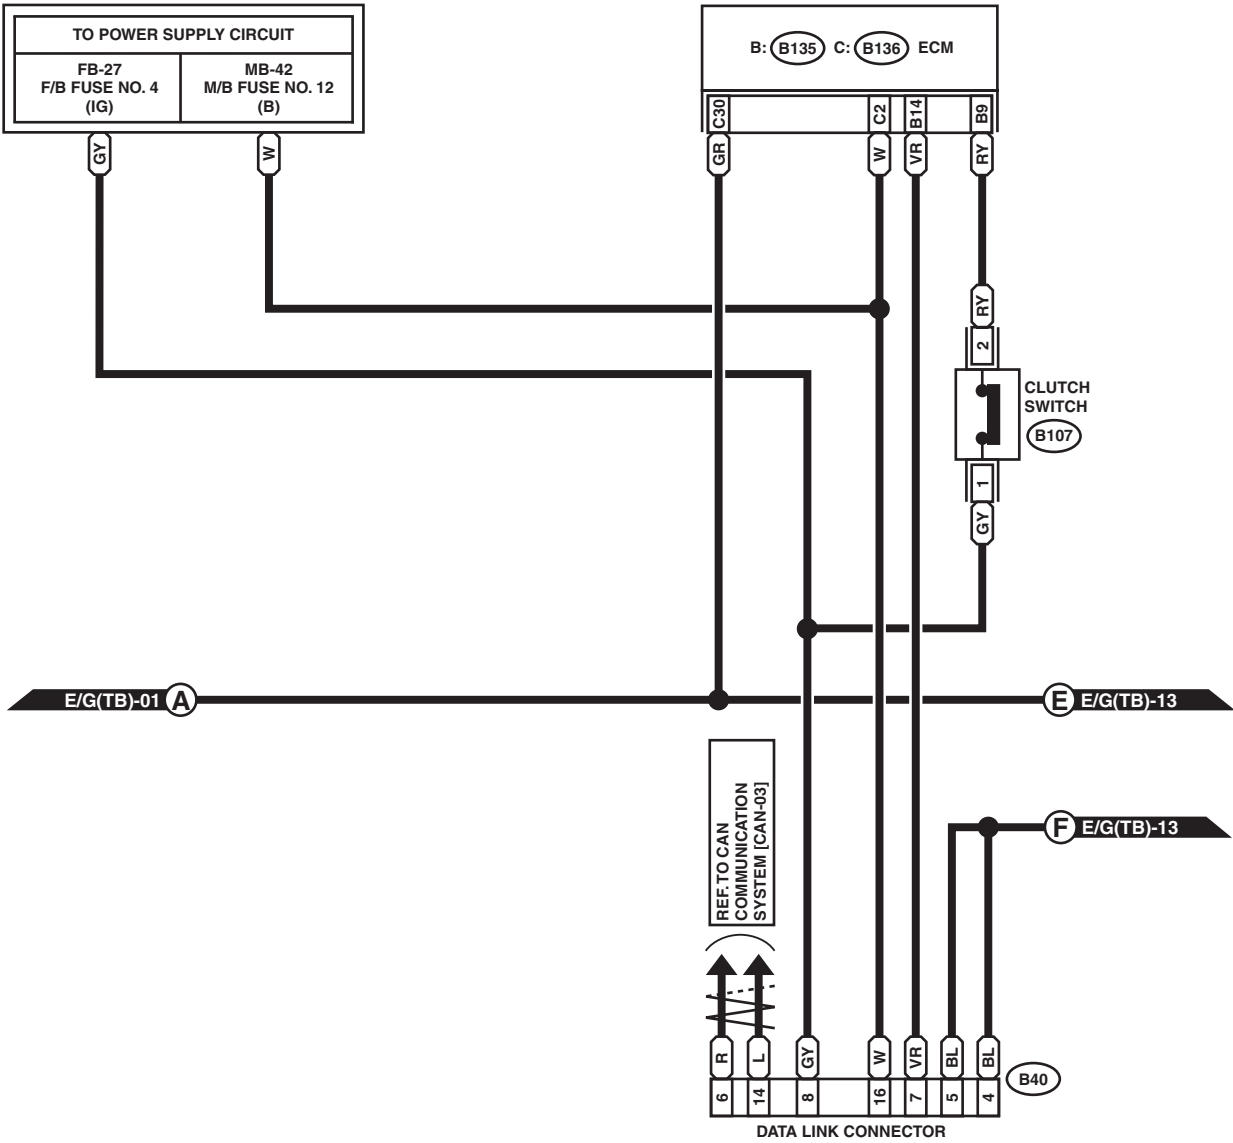 TO POWER SUPPLY CIRCUIT
FB-27
F/B FUSE NO. 4
(IG)
MB-42
M/B FUSE NO. 12
(B)
GY
W
B: B135 C: B136 ECM
C30
C2
B14
B9
GR
W
VR
RY
RY
2
CLUTCH
SWITCH
B107
1
GY
E/G(TB)-01 A
E E/G(TB)-13
REF.TO CAN
COMMUNICATION
SYSTEM [CAN-03]
F E/G(TB)-13
R
L
GY
W
VR
BL
BL
B40
6
14
8
16
7
5
4
DATA LINK CONNECTOR